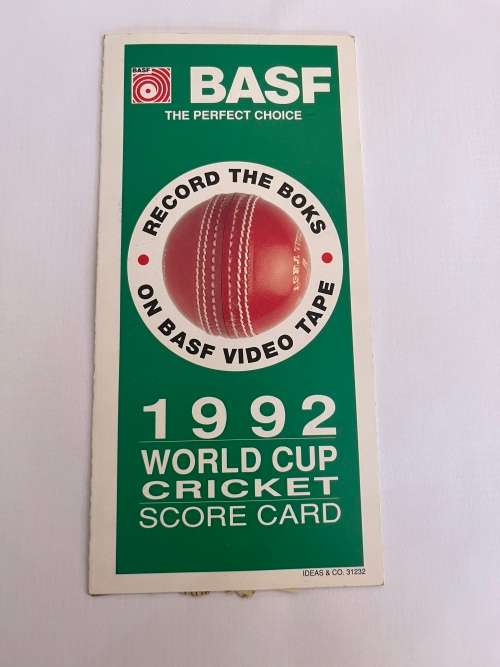 BASF
BASF
THE PERFECT CHOICE
RECORD THE BOKS
ON BASF VIDEO TAPE
1992
WORLD CUP
CRICKET
SCORE CARD
IDEAS & CO. 31232